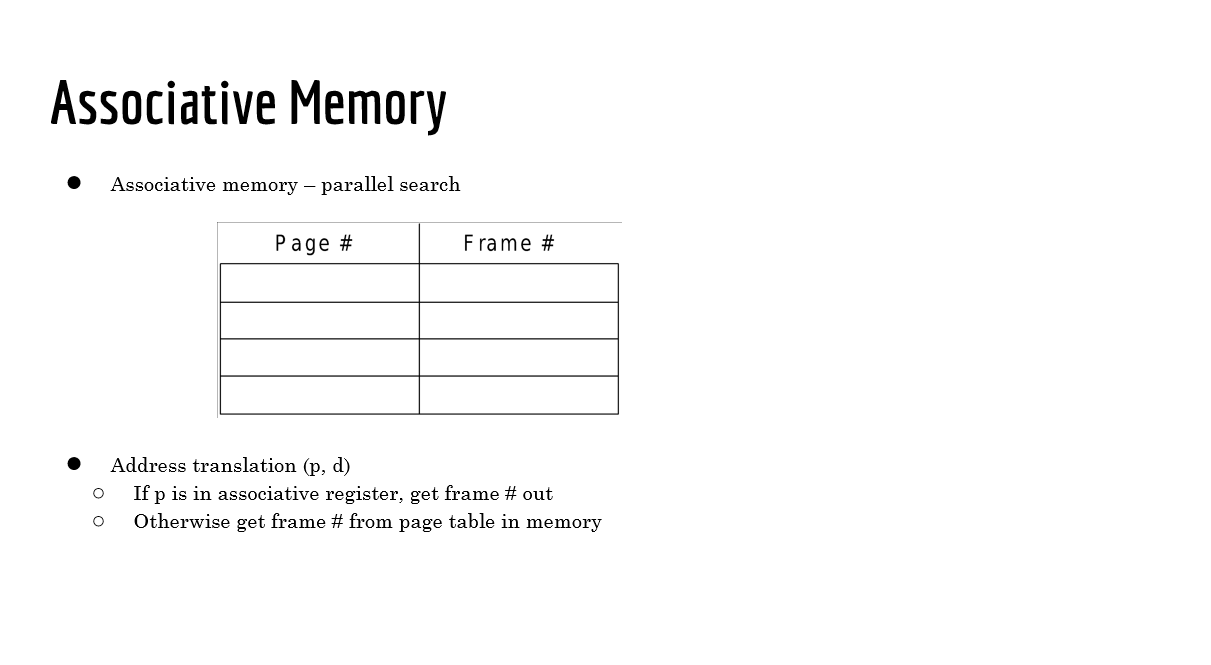 Associative Memory
● Associative memory – parallel search
Page # Frame #
● Address translation (p, d)
○ If p is in associative register, get frame # out
○ Otherwise get frame # from page table in memory